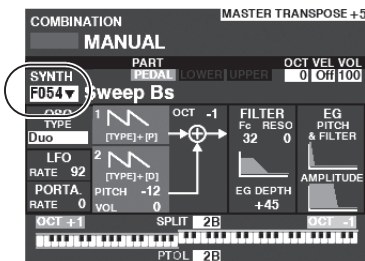 MASTER TRANSPOSE +5
COMBINATION
MANUAL
PART
OCT VEL VOL
SYNTH
PEDAL LOWER UPPER
0 Off 100
F054▼ Sweep Bs
OSC
TYPE
Duo
1
[TYPE]+[P]
OCT -1
FILTER
Fc RESO
32 0
EG
PITCH
& FILTER
LFO
RATE 92
2
[TYPE]+[D]
PITCH -12
VOL 0
PORTA.
RATE 0
EG DEPTH
+45
AMPLITUDE
OCT +1
SPLIT 2B
OCT -1
PTOL 2B